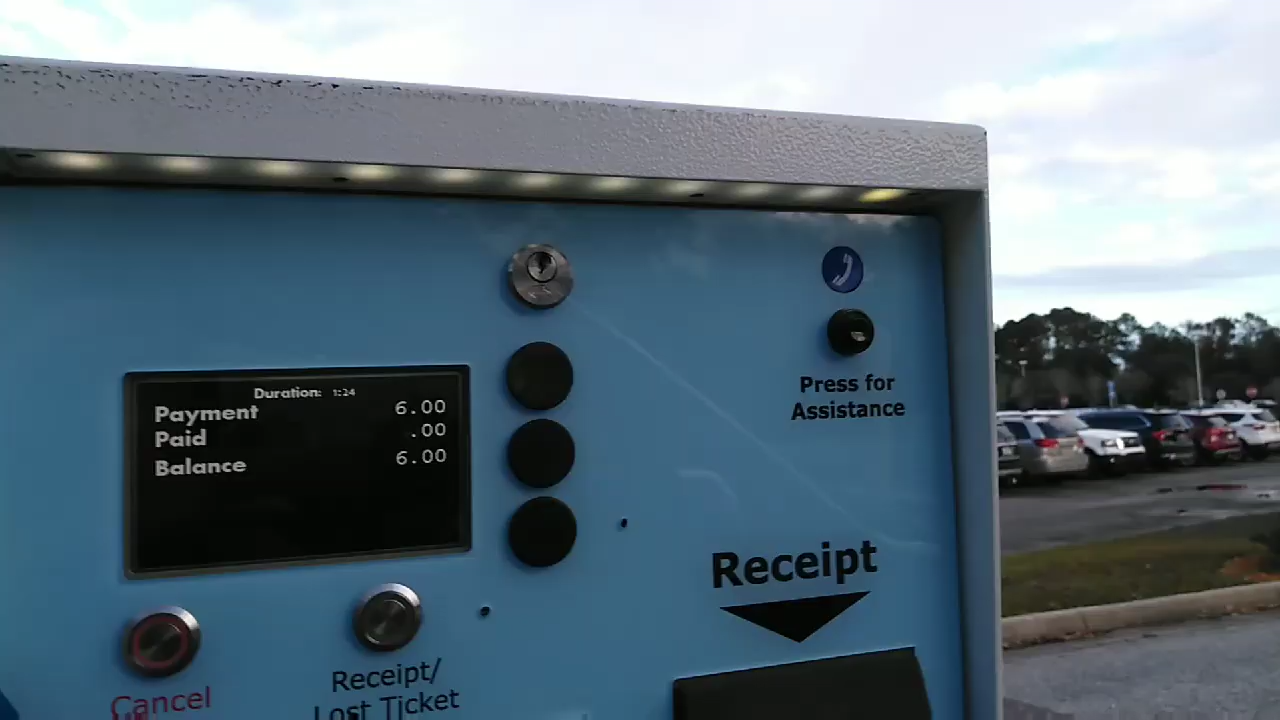 Duration: 1:24
Payment 6.00
Paid .00
Balance 6.00
Press for
Assistance
Receipt
Cancel
Receipt/
Lost Ticket